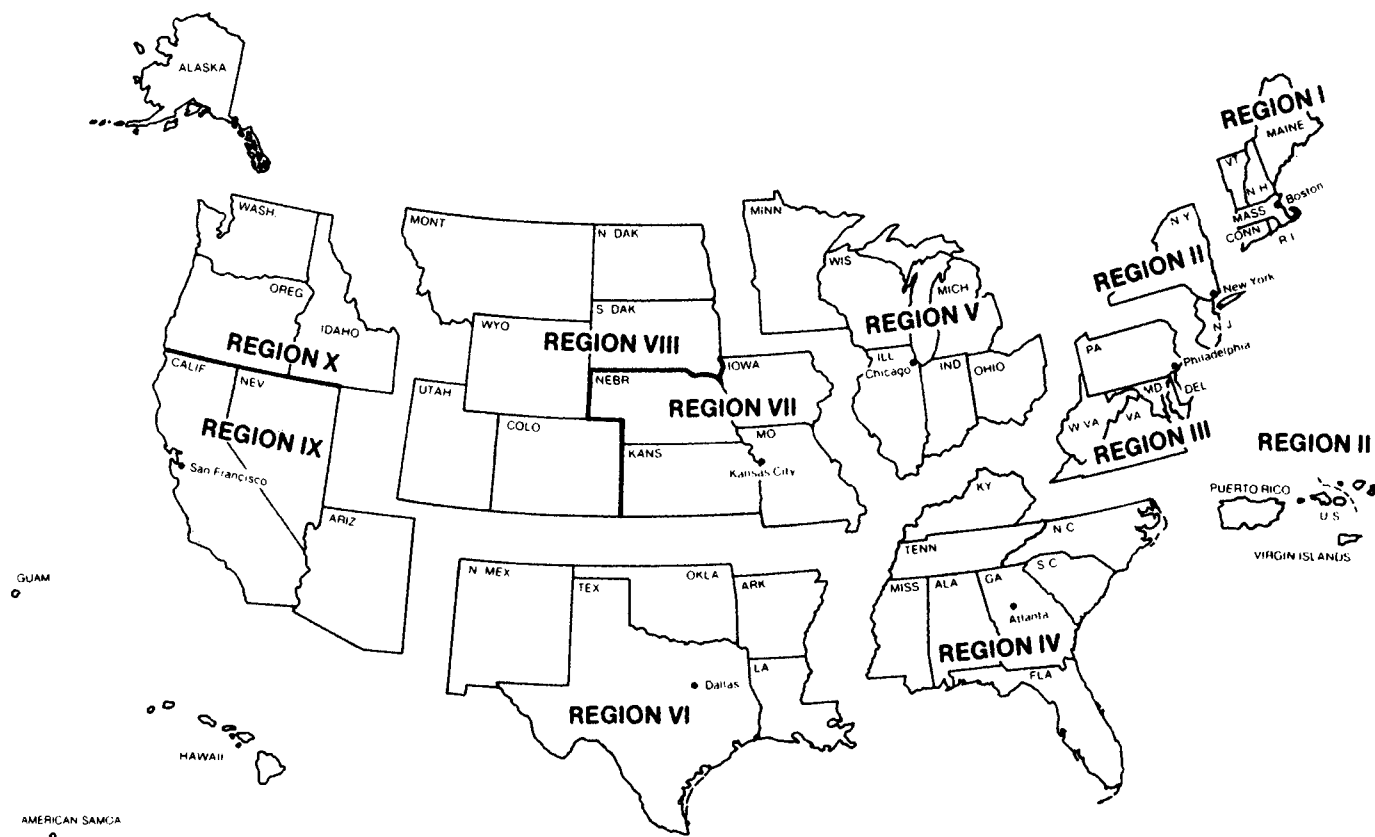 ALASKA
REGION I
MAINE
VT
N H
Boston
MASS
CONN
R I
WASH.
MONT
N DAK
MINN
WIS
MICH
N Y
REGION II
New York
N J
OREG
IDAHO
S DAK
WYO
REGION X
REGION VIII
REGION V
PA
Philadelphia
CALIF
NEV
UTAH
NEBR
IOWA
ILL
Chicago
IND
OHIO
MD
DEL
REGION VII
W VA
VA
REGION III
REGION IX
COLO
MO
KANS
Kansas City
San Francisco
REGION II
KY
PUERTO RICO
U S
VIRGIN ISLANDS
ARIZ
N C
TENN
S C
GUAM
N MEX
TEX
OKLA
ARK
MISS
ALA
GA
Atlanta
REGION IV
LA
FLA
Dallas
REGION VI
HAWAII
AMERICAN SAMOA